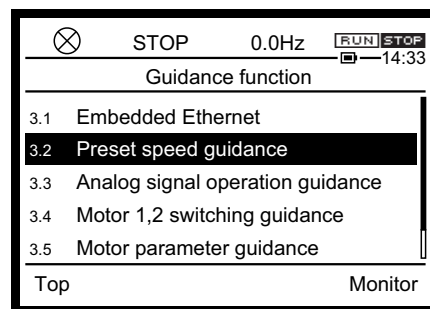 STOP 0.0Hz RUN STOP
14:33
Guidance function
3.1 Embedded Ethernet
3.2 Preset speed guidance
3.3 Analog signal operation guidance
3.4 Motor 1,2 switching guidance
3.5 Motor parameter guidance
Top Monitor